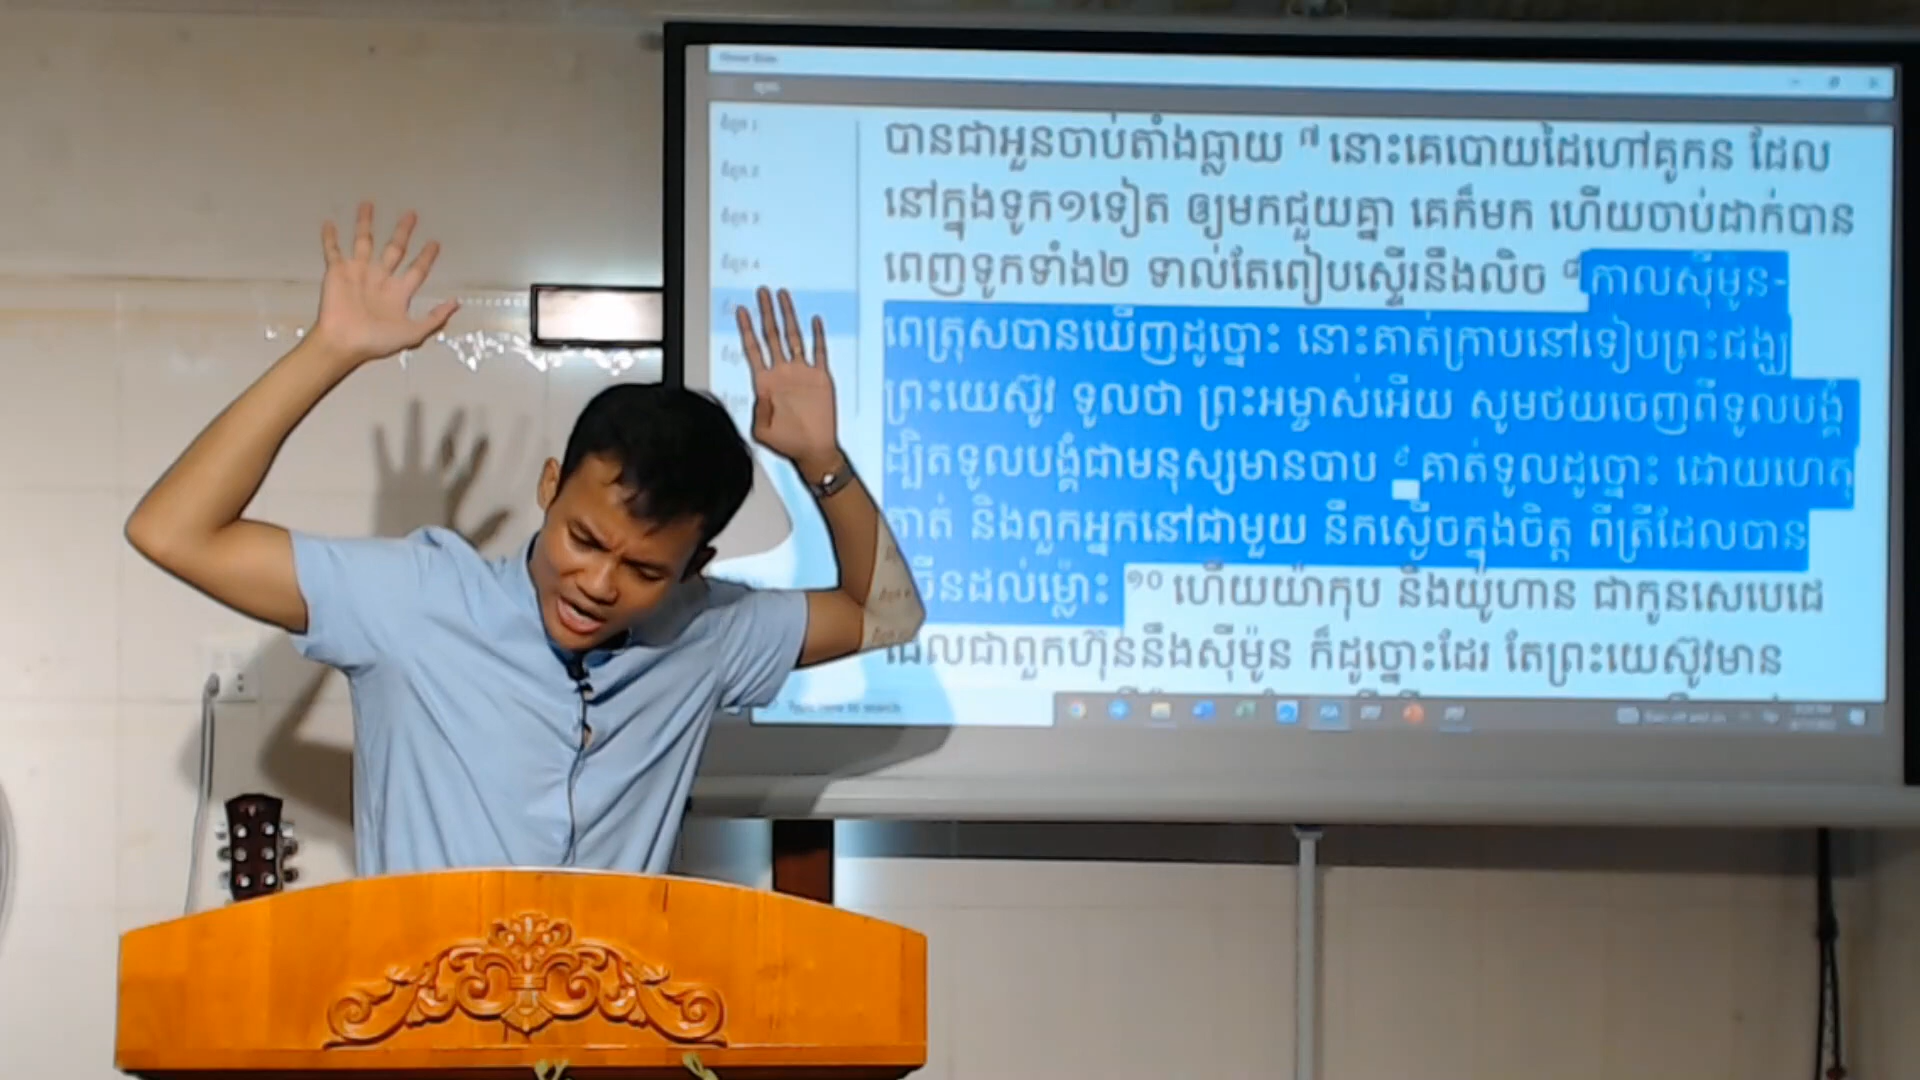 បានជាអួនចាប់តាំងធ្លាយ ៧ នោះគេបោយដៃហៅគូកន ដែល
នៅក្នុងទូក១ទៀត ឲ្យមកជួយគ្នា គេក៏មក ហើយចាប់ដាក់បាន
ពេញទូកទាំង២ ទាល់តែពៀបស្ទើរនឹងលិច ៨ កាលស៊ីម៉ូន-
ពេត្រុសបានឃើញដូច្នោះ នោះគាត់ក្រាបនៅទៀបព្រះជង្ឃ
ព្រះយេស៊ូវ ទូលថា ព្រះអម្ចាស់អើយ សូមថយចេញពីទូលបង្គំ
ដ្បិតទូលបង្គំជាមនុស្សមានបាប ៩ គាត់ទូលដូច្នោះ ដោយហេតុ
គាត់ និងពួកអ្នកនៅជាមួយ នឹកស្ងើចក្នុងចិត្ត ពីត្រីដែលបាន
ច្រើនដល់ម្ល៉ោះ ១០ ហើយយ៉ាកុប នឹងយ៉ូហាន ជាកូនសេបេដេ
ដែលជាពួកហ៊ុននឹងស៊ីម៉ូន ក៏ដូច្នោះដែរ តែព្រះយេស៊ូវមាន
Type here to search